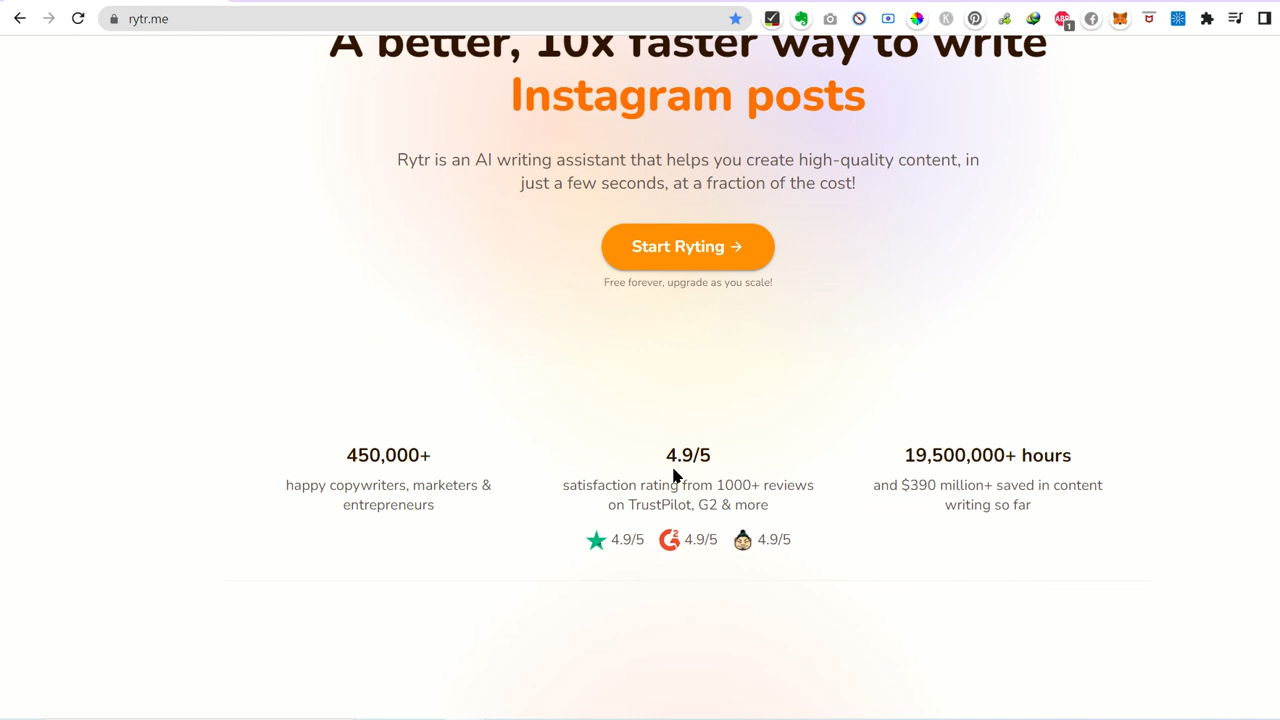 rytr.me
ABP
1
A better, 10x faster way to write
Instagram posts
Rytr is an AI writing assistant that helps you create high-quality content, in
just a few seconds, at a fraction of the cost!
Start Ryting →
Free forever, upgrade as you scale!
450,000+
happy copywriters, marketers &
entrepreneurs
4.9/5
satisfaction rating from 1000+ reviews
on TrustPilot, G2 & more
4.9/5 4.9/5 4.9/5
19,500,000+ hours
and $390 million+ saved in content
writing so far